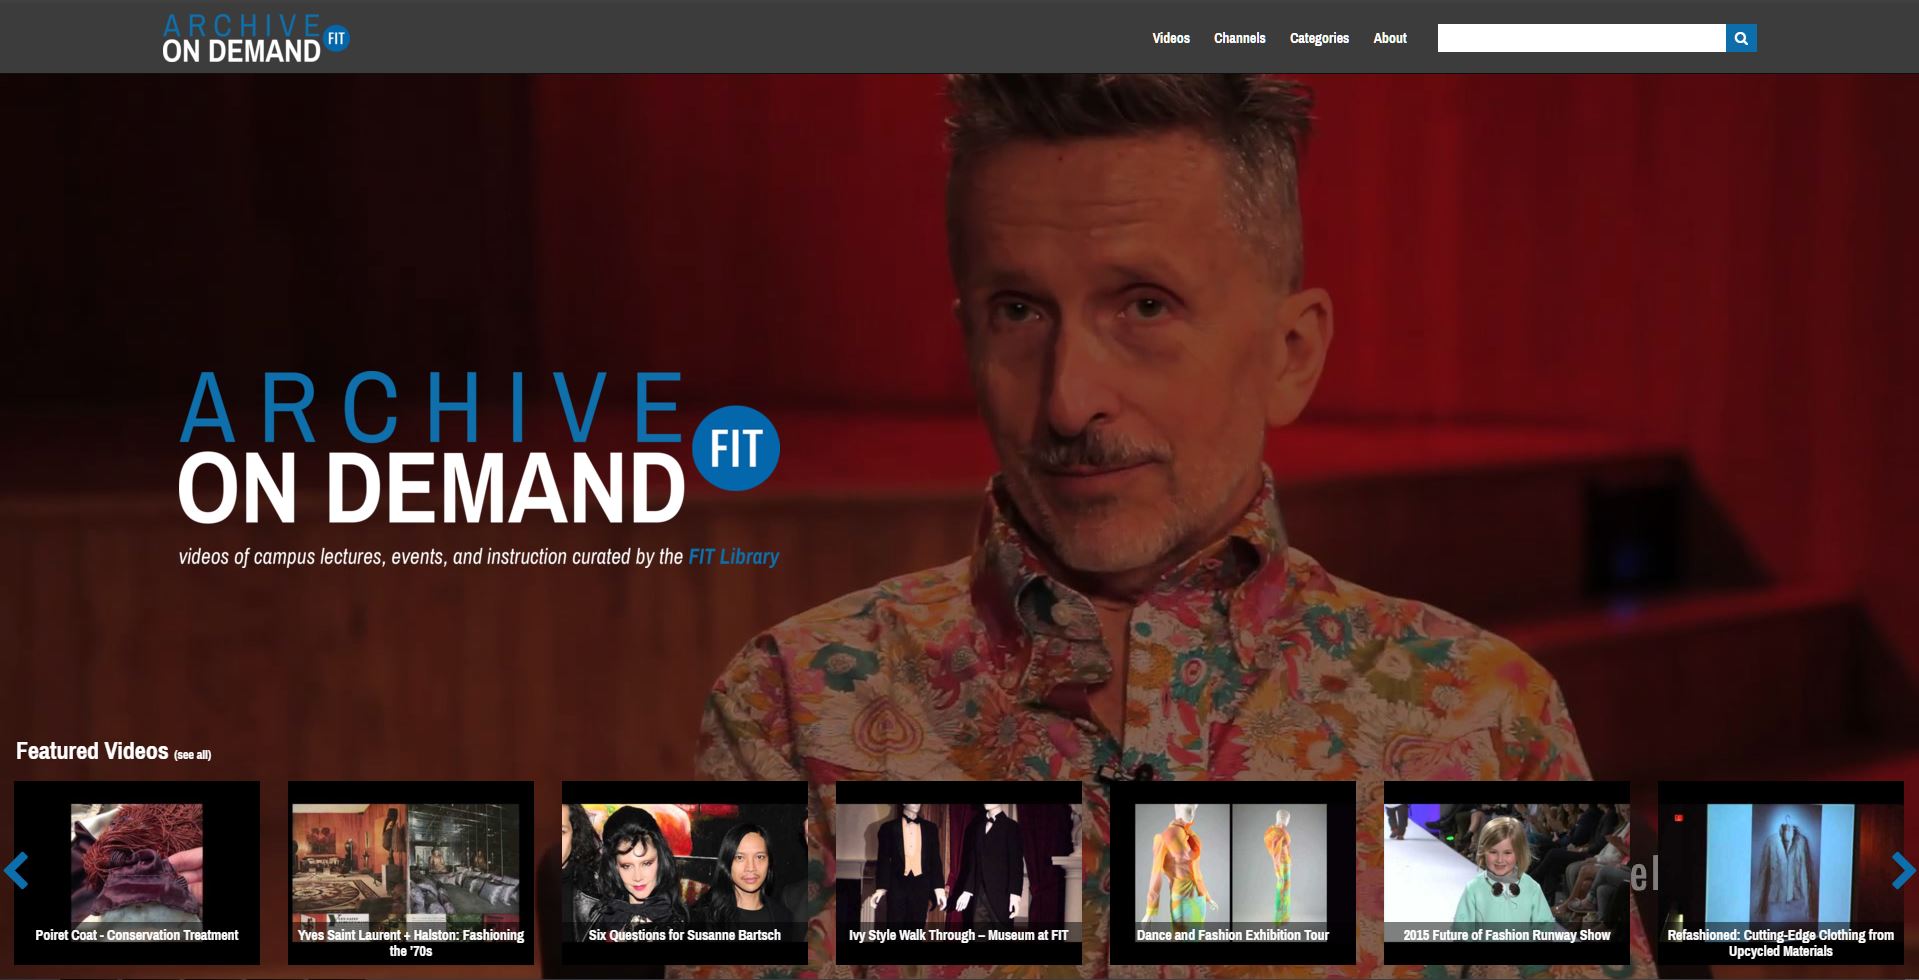 ARCHIVE
ON DEMAND FIT
Videos Channels Categories About
ARCHIVE
ON DEMAND FIT
videos of campus lectures, events, and instruction curated by the FIT Library
Featured Videos (see all)
el
Poiret Coat - Conservation Treatment
Yves Saint Laurent + Halston: Fashioning
the '70s
Six Questions for Susanne Bartsch
Ivy Style Walk Through – Museum at FIT
Dance and Fashion Exhibition Tour
2015 Future of Fashion Runway Show
Refashioned: Cutting-Edge Clothing from
Upcycled Materials